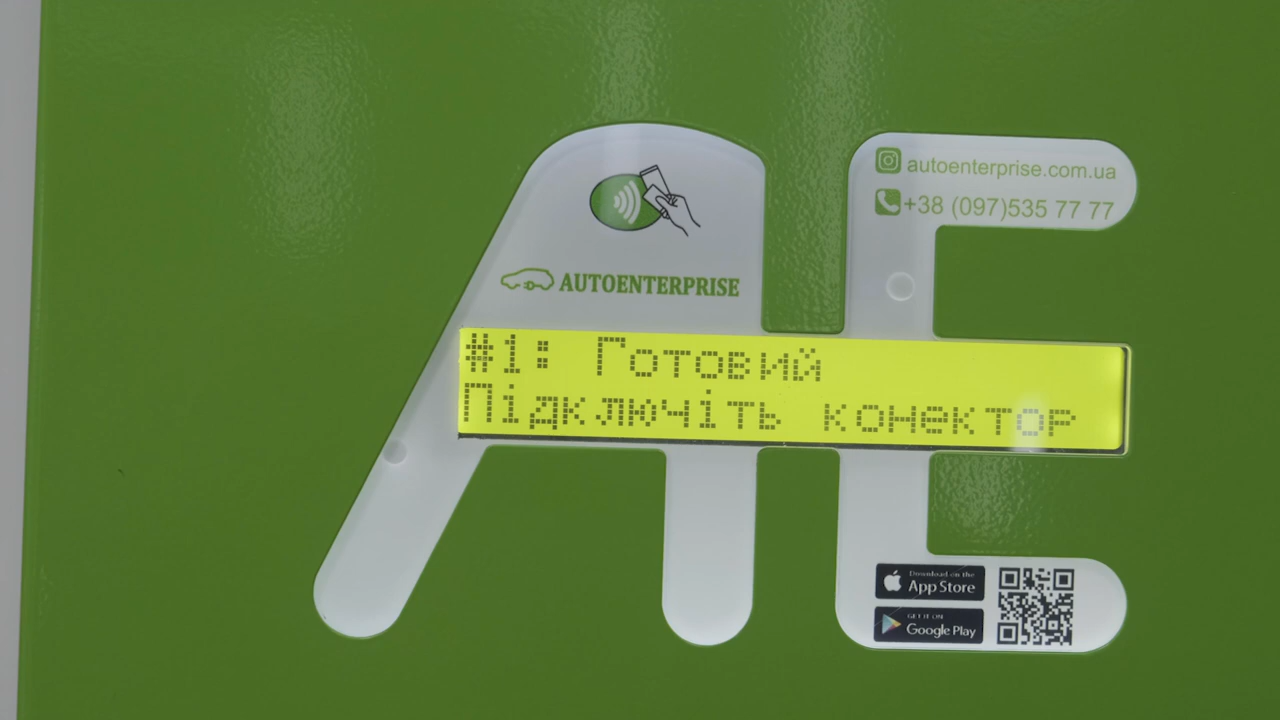 autoenterprise.com.ua
+38 (097)535 77 77
AUTOENTERPRISE
#1: Готовий
Підключіть конектор
Download on the
App Store
GET IT ON
Google Play